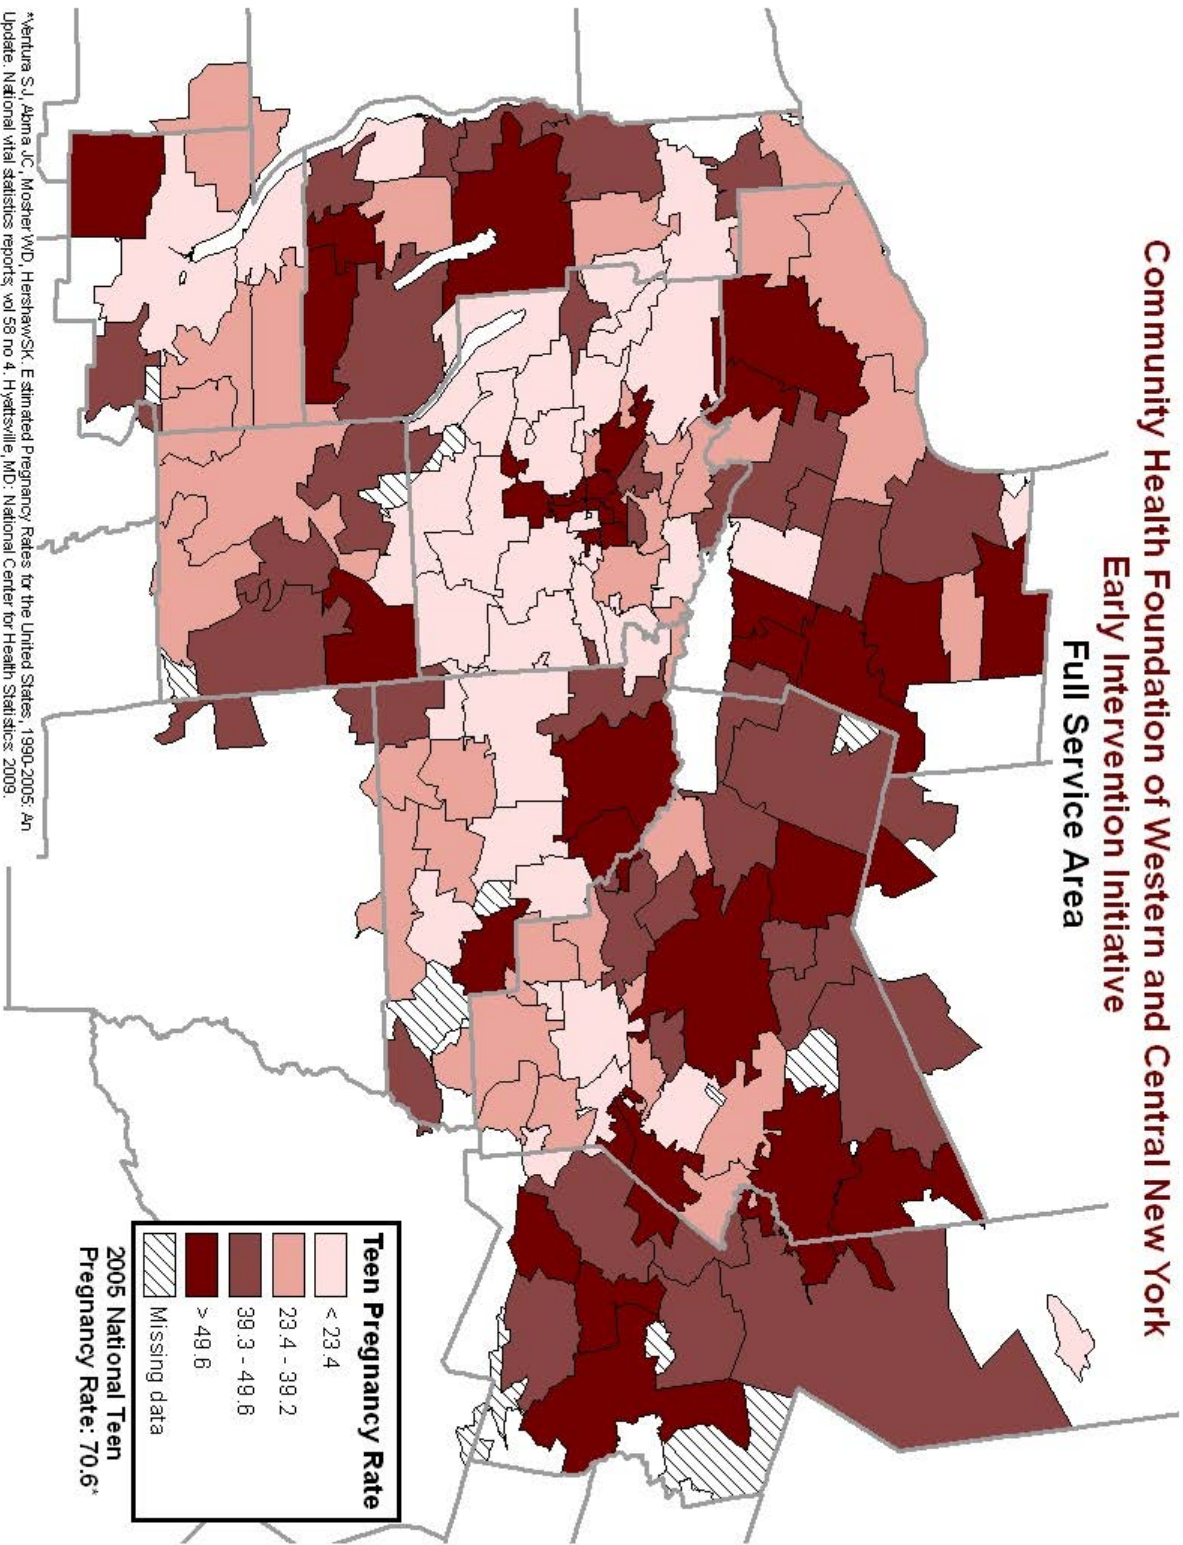 Community Health Foundation of Western and Central New York
Early Intervention Initiative
Full Service Area
Teen Pregnancy Rate
< 23.4
23.4 - 39.2
39.3 - 49.6
> 49.6
Missing data
2005 National Teen
Pregnancy Rate: 70.6*
*Ventura SJ, Abma JC, Mosher WD, Hershaw SK. Estimated Pregnancy Rates for the United States, 1990-2005: An
Update. National vital statistics reports; vol 58 no 4. Hyattsville, MD: National Center for Health Statistics: 2009.